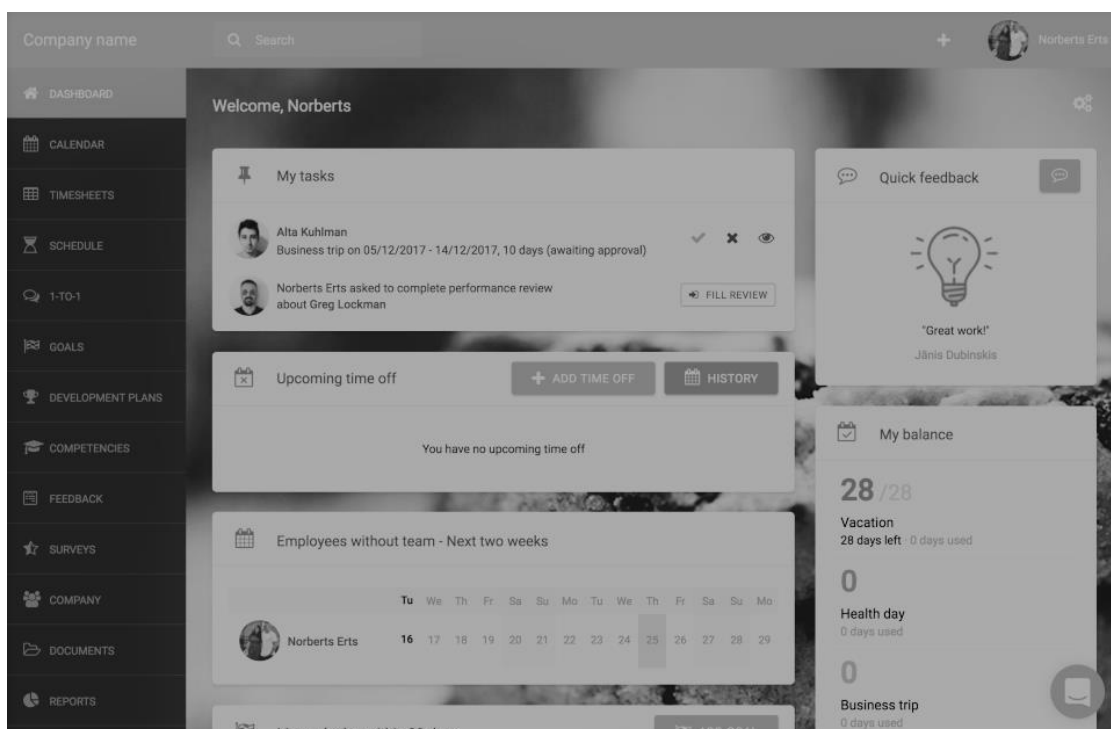 Company name
Search
Norberts Erts
DASHBOARD
CALENDAR
TIMESHEETS
SCHEDULE
1-TO-1
GOALS
DEVELOPMENT PLANS
COMPETENCIES
FEEDBACK
SURVEYS
COMPANY
DOCUMENTS
REPORTS
Welcome, Norberts
My tasks
Alta Kuhlman
Business trip on 05/12/2017 - 14/12/2017, 10 days (awaiting approval)
Norberts Erts asked to complete performance review
about Greg Lockman
FILL REVIEW
Upcoming time off
ADD TIME OFF
HISTORY
You have no upcoming time off
Employees without team - Next two weeks
Tu We Th Fr Sa Su Mo Tu We Th Fr Sa Su Mo
Norberts Erts 16 17 18 19 20 21 22 23 24 25 26 27 28 29
Quick feedback
"Great work!"
Jānis Dubinskis
My balance
28 /28
Vacation
28 days left · 0 days used
0
Health day
0 days used
0
Business trip
0 days used